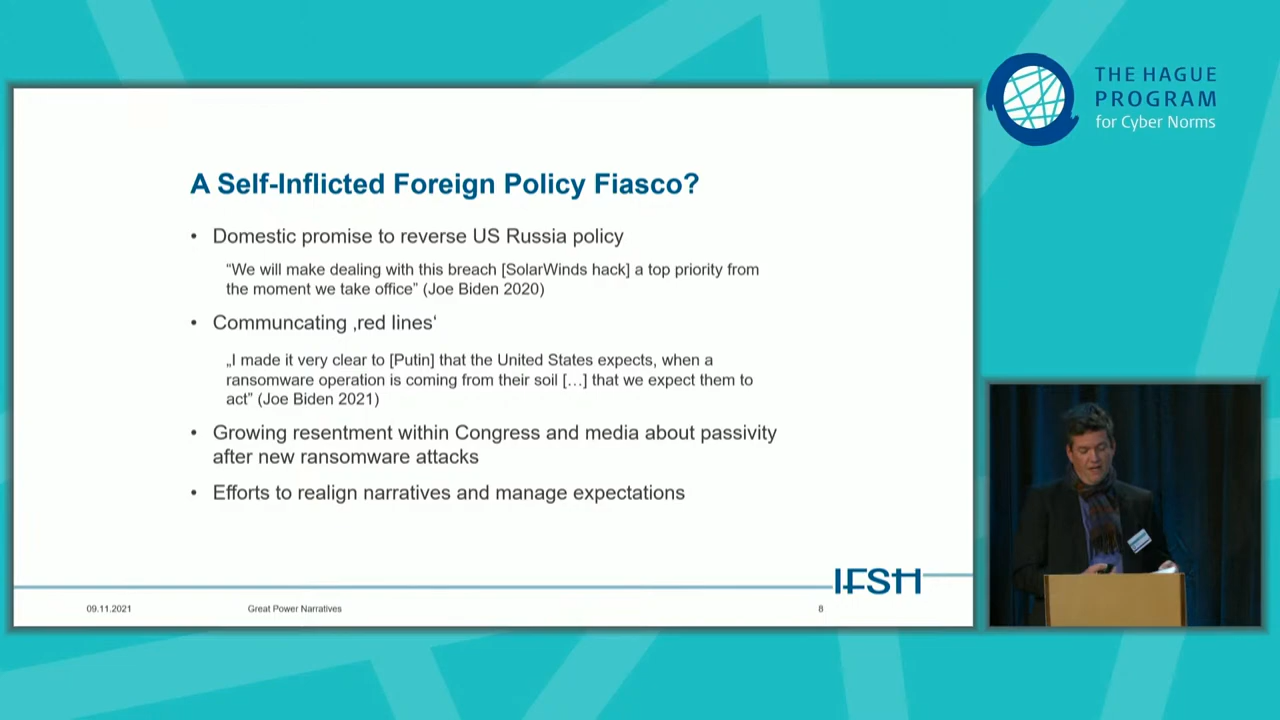 THE HAGUE
PROGRAM
for Cyber Norms
A Self-Inflicted Foreign Policy Fiasco?
• Domestic promise to reverse US Russia policy
“We will make dealing with this breach [SolarWinds hack] a top priority from
the moment we take office” (Joe Biden 2020)
• Communcating ‚red lines‘
„I made it very clear to [Putin] that the United States expects, when a
ransomware operation is coming from their soil […] that we expect them to
act” (Joe Biden 2021)
• Growing resentment within Congress and media about passivity
after new ransomware attacks
• Efforts to realign narratives and manage expectations
IFSH
09.11.2021
Great Power Narratives
8